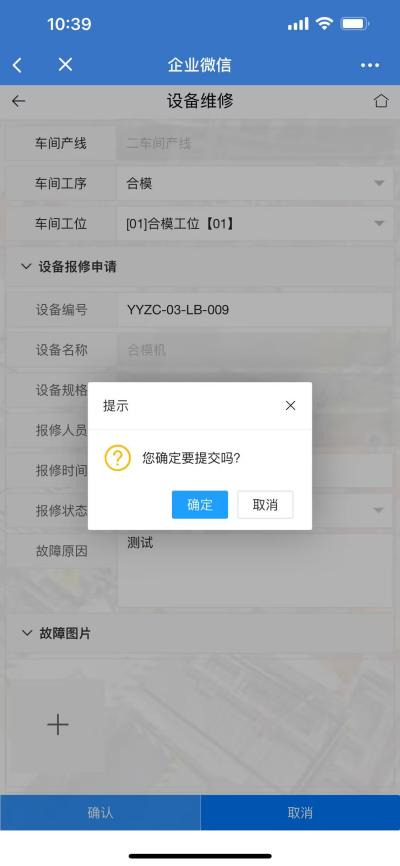 10:39
企业微信
设备维修
车间产线 二车间产线
车间工序 合模
车间工位 [01]合模工位【01】
设备报修申请
设备编号 YYZC-03-LB-009
设备名称 合模机
设备规格
报修人员
报修时间
报修状态
故障原因 测试
提示
您确定要提交吗?
确定 取消
故障图片
确认 取消